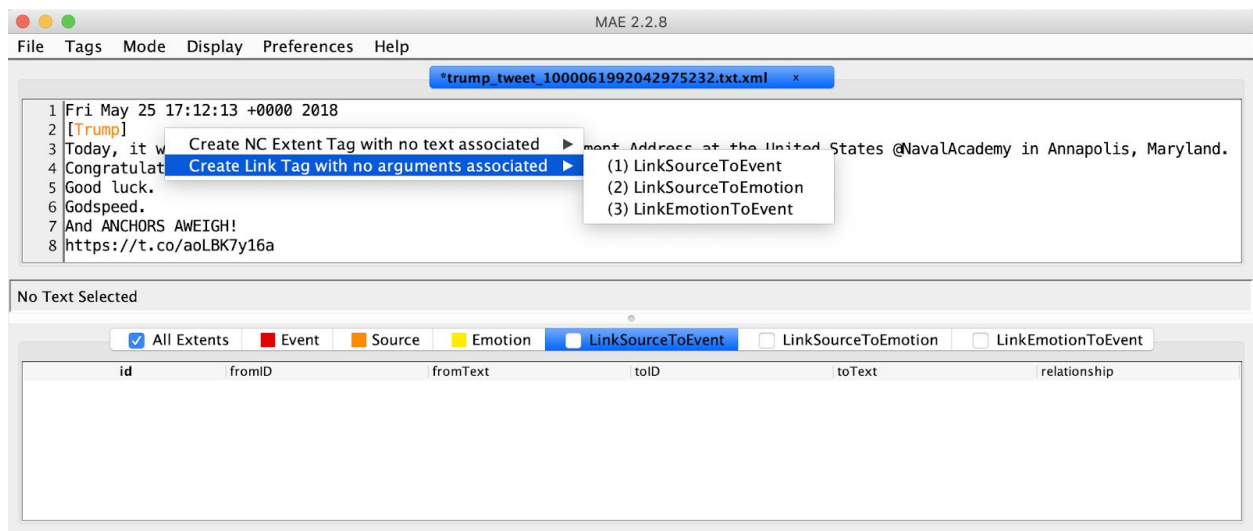 MAE 2.2.8
File Tags Mode Display Preferences Help
*trump_tweet_1000061992042975232.txt.xml x
1 Fri May 25 17:12:13 +0000 2018
2 [Trump]
3 Today, it w ment Address at the United States @NavalAcademy in Annapolis, Maryland.
4 Congratulat
5 Good luck.
6 Godspeed.
7 And ANCHORS AWEIGH!
8 https://t.co/aoLBK7y16a
Create NC Extent Tag with no text associated
Create Link Tag with no arguments associated
(1) LinkSourceToEvent
(2) LinkSourceToEmotion
(3) LinkEmotionToEvent
No Text Selected
All Extents Event Source Emotion LinkSourceToEvent LinkSourceToEmotion LinkEmotionToEvent
id fromID fromText toID toText relationship